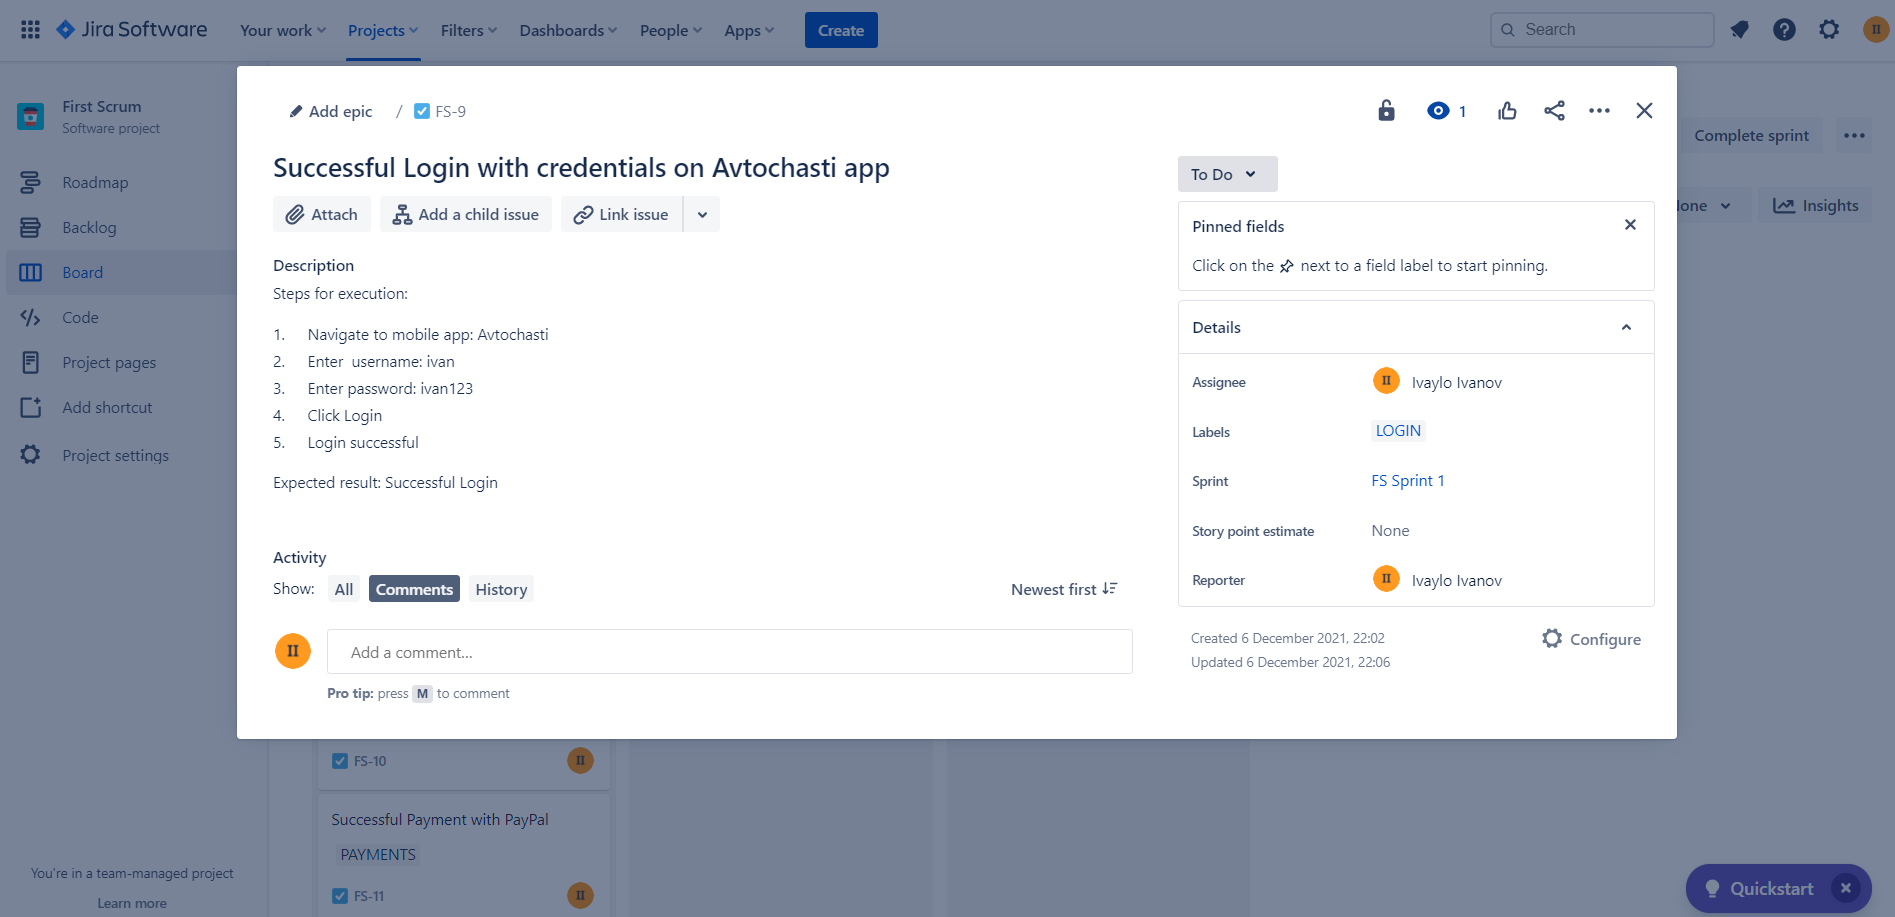 Jira Software
Your work
Projects
Filters
Dashboards
People
Apps
Create
Search
II
First Scrum
Software project
Roadmap
Backlog
Board
Code
Project pages
Add shortcut
Project settings
You're in a team-managed project
Learn more
Complete sprint
Insights
Add epic / FS-9
1
Successful Login with credentials on Avtochasti app
Attach
Add a child issue
Link issue
Description
Steps for execution:
1. Navigate to mobile app: Avtochasti
2. Enter username: ivan
3. Enter password: ivan123
4. Click Login
5. Login successful
Expected result: Successful Login
Activity
Show: All Comments History
Newest first
II
Add a comment...
Pro tip: press M to comment
To Do
Pinned fields
Click on the next to a field label to start pinning.
Details
Assignee II Ivaylo Ivanov
Labels LOGIN
Sprint FS Sprint 1
Story point estimate None
Reporter II Ivaylo Ivanov
Created 6 December 2021, 22:02
Updated 6 December 2021, 22:06
Configure
FS-10 II
Successful Payment with PayPal
PAYMENTS
FS-11 II
Quickstart